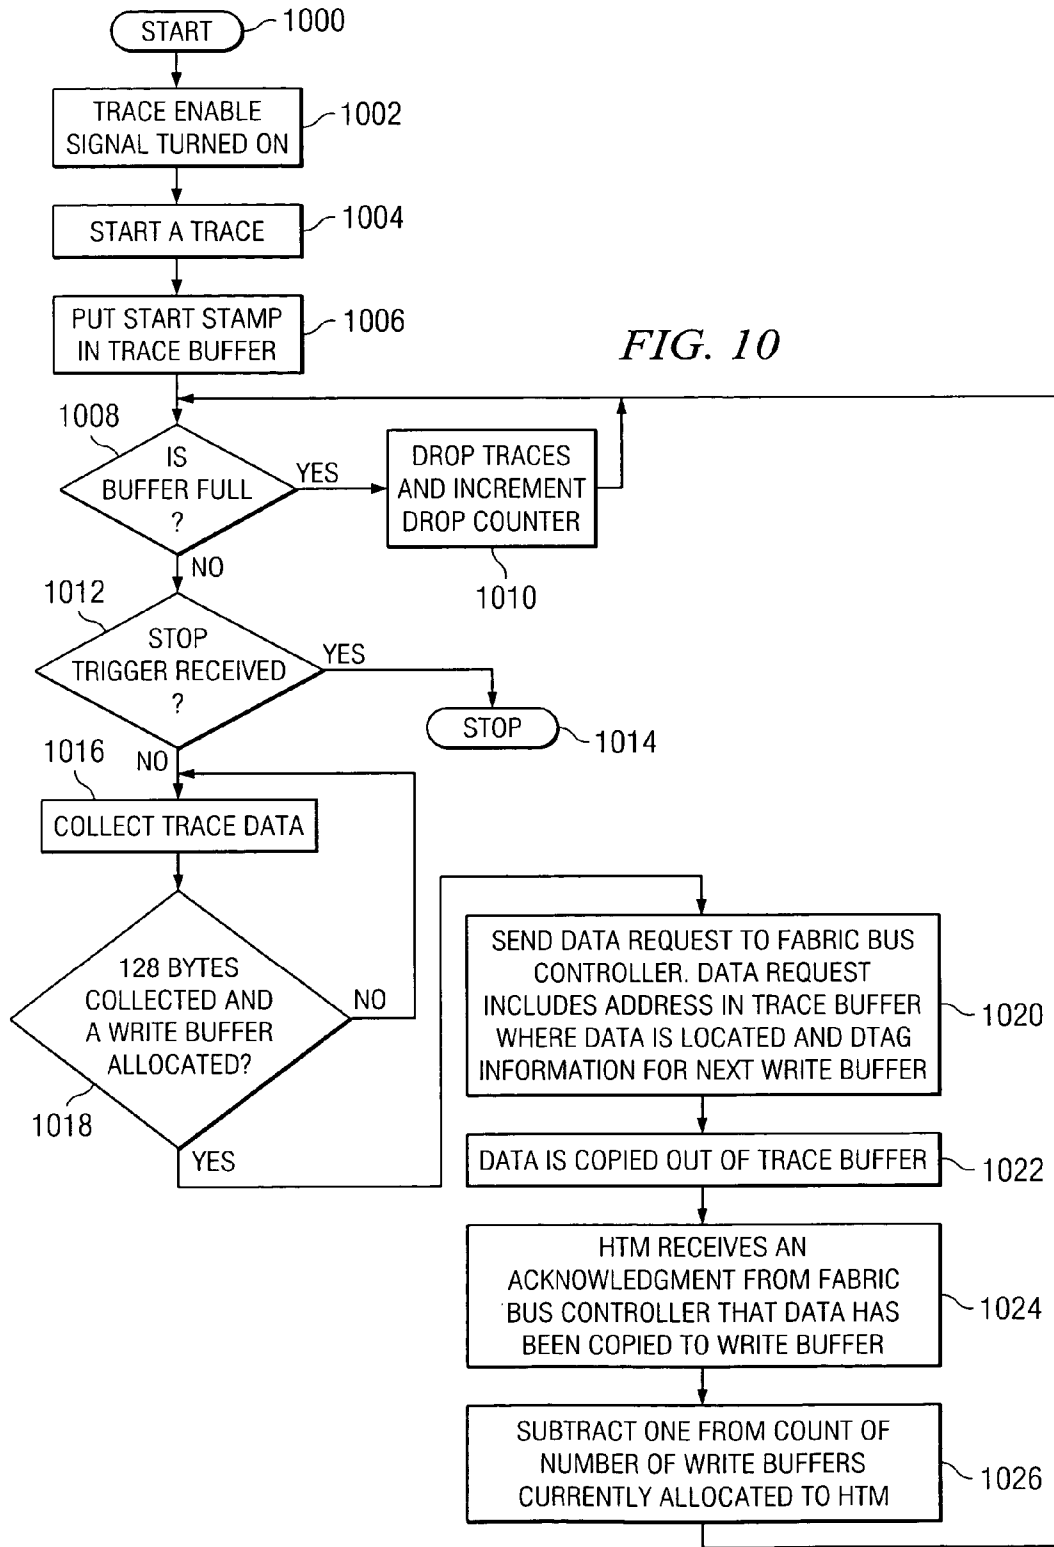 START
1000
TRACE ENABLE
SIGNAL TURNED ON
1002
START A TRACE
1004
PUT START STAMP
IN TRACE BUFFER
1006
FIG. 10
1008
IS
BUFFER FULL
?
YES
NO
DROP TRACES
AND INCREMENT
DROP COUNTER
1010
1012
STOP
TRIGGER RECEIVED
?
YES
NO
STOP
1014
1016
COLLECT TRACE DATA
128 BYTES
COLLECTED AND
A WRITE BUFFER
ALLOCATED?
NO
1018
YES
SEND DATA REQUEST TO FABRIC BUS
CONTROLLER. DATA REQUEST
INCLUDES ADDRESS IN TRACE BUFFER
WHERE DATA IS LOCATED AND DTAG
INFORMATION FOR NEXT WRITE BUFFER
1020
DATA IS COPIED OUT OF TRACE BUFFER
1022
HTM RECEIVES AN
ACKNOWLEDGMENT FROM FABRIC
BUS CONTROLLER THAT DATA HAS
BEEN COPIED TO WRITE BUFFER
1024
SUBTRACT ONE FROM COUNT OF
NUMBER OF WRITE BUFFERS
CURRENTLY ALLOCATED TO HTM
1026